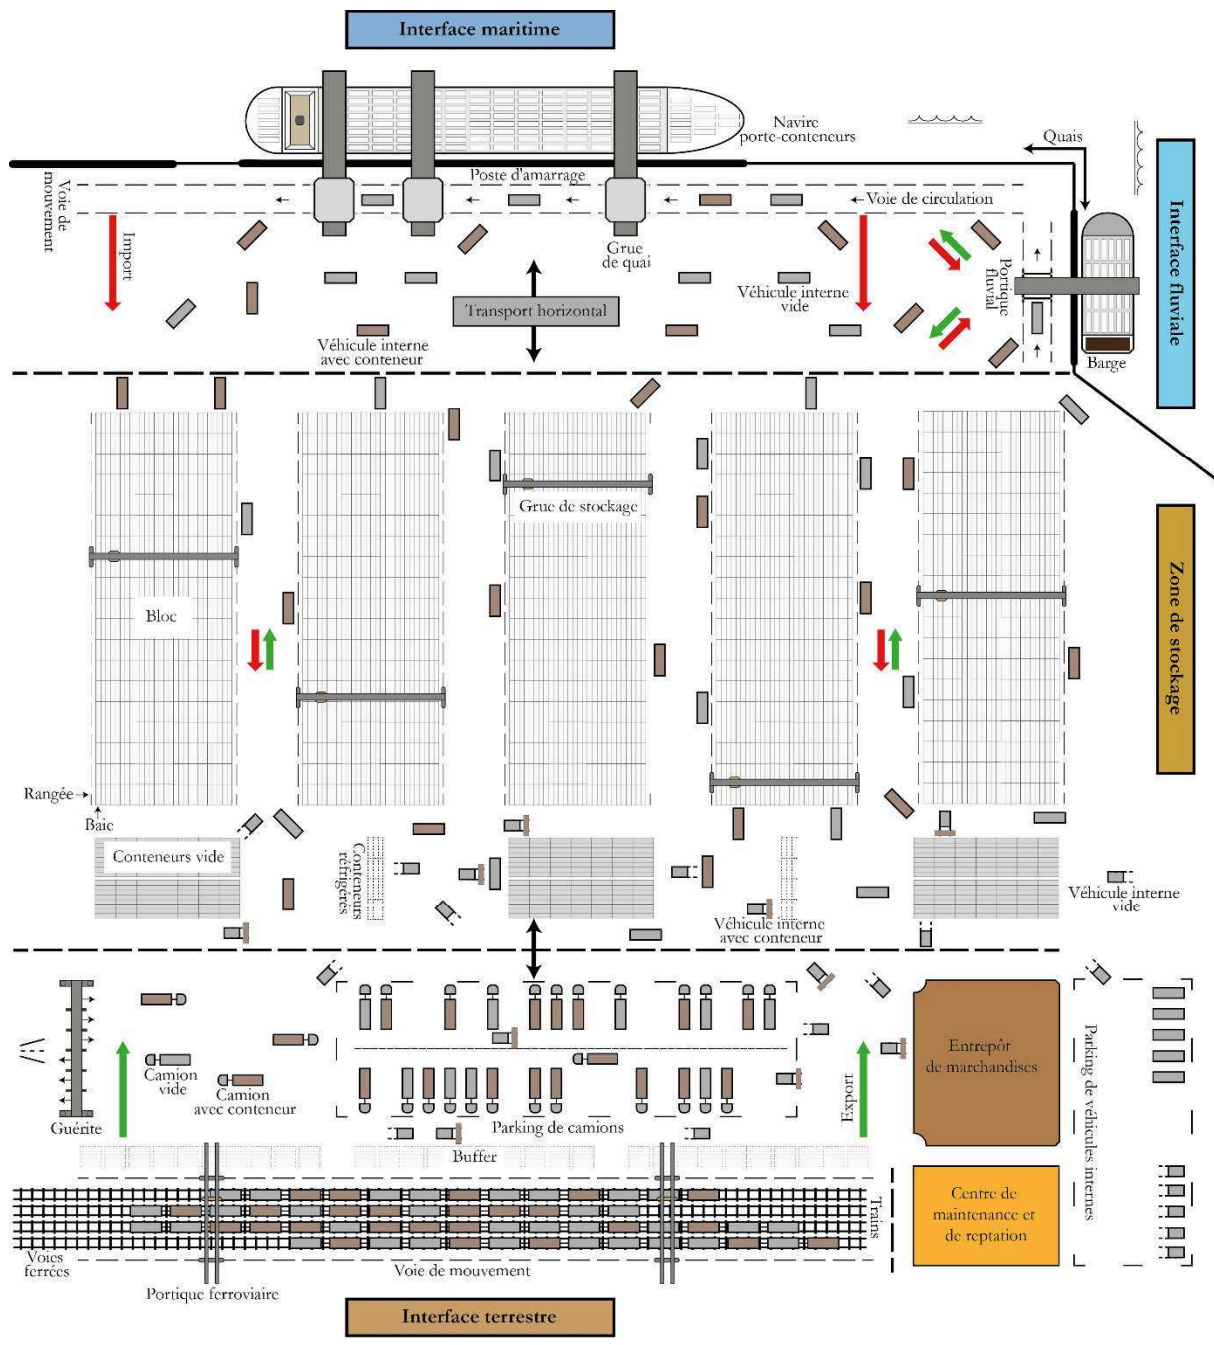 Interface maritime
Navire
porte-conteneurs
Quais
Poste d'amarrage
Voie de
mouvement
Voie de circulation
Import
Grue
de quai
Portique
fluvial
Interface fluviale
Transport horizontal
Véhicule interne
vide
Véhicule interne
avec conteneur
Barge
Grue de stockage
Bloc
Zone de stockage
Rangée
Baie
Conteneurs vide
Conteneurs
réfrigérés
Véhicule interne
avec conteneur
Véhicule interne
vide
Camion
vide
Camion
avec conteneur
Guérite
Parking de camions
Export
Entrepôt
de marchandises
Parking de véhicules internes
Buffer
Trains
Centre de
maintenance et
de reptation
Voies
ferrées
Voie de mouvement
Portique ferroviaire
Interface terrestre